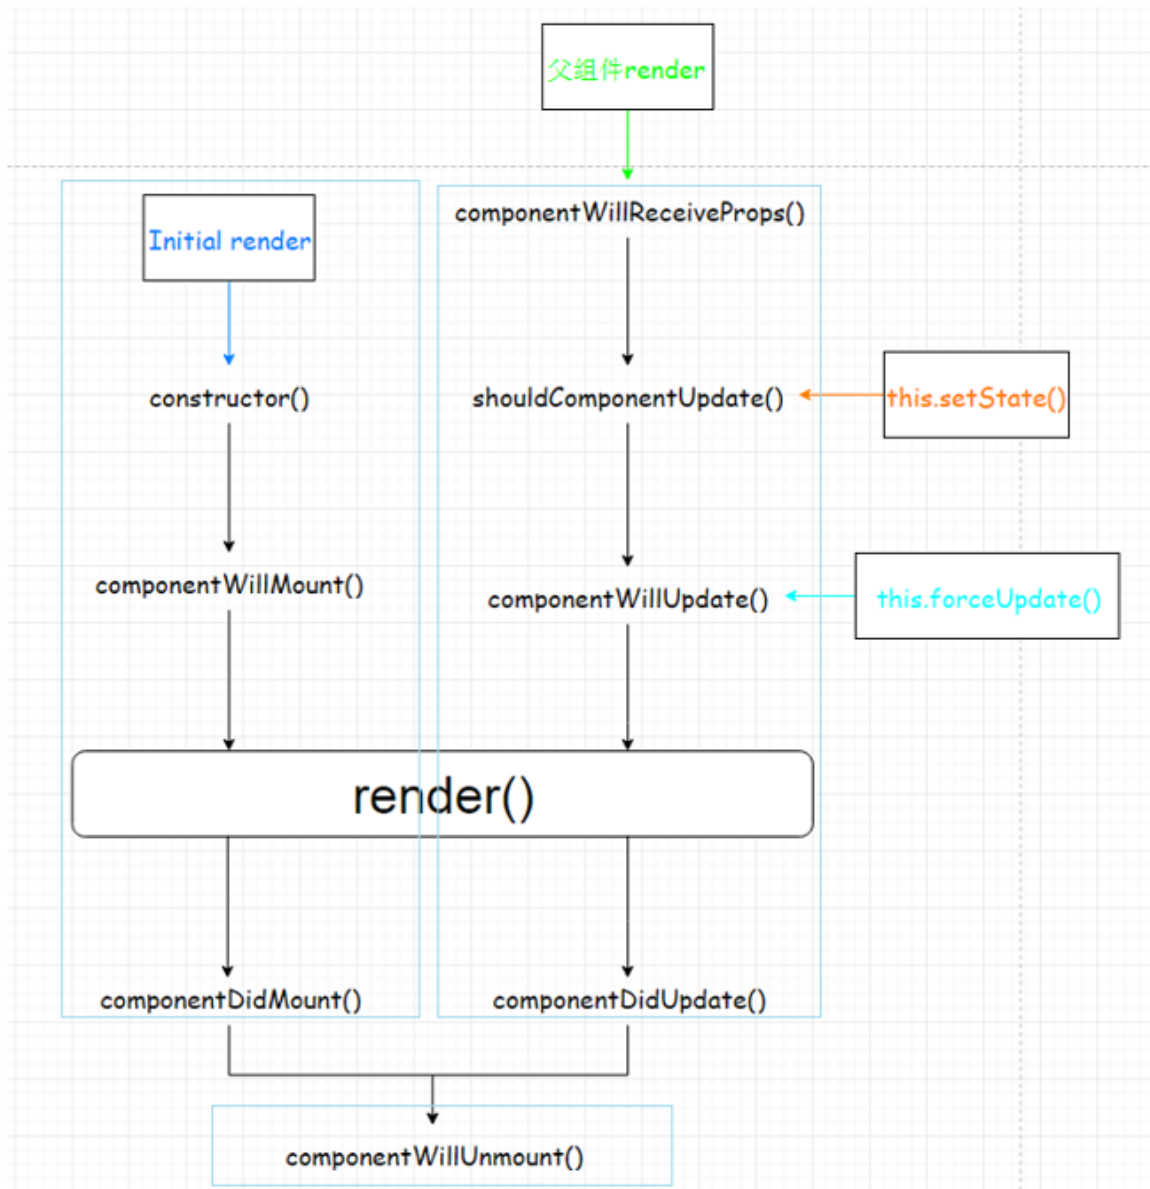 父组件render
componentWillReceiveProps()
Initial render
constructor()
shouldComponentUpdate()
this.setState()
componentWillMount()
componentWillUpdate()
this.forceUpdate()
render()
componentDidMount()
componentDidUpdate()
componentWillUnmount()